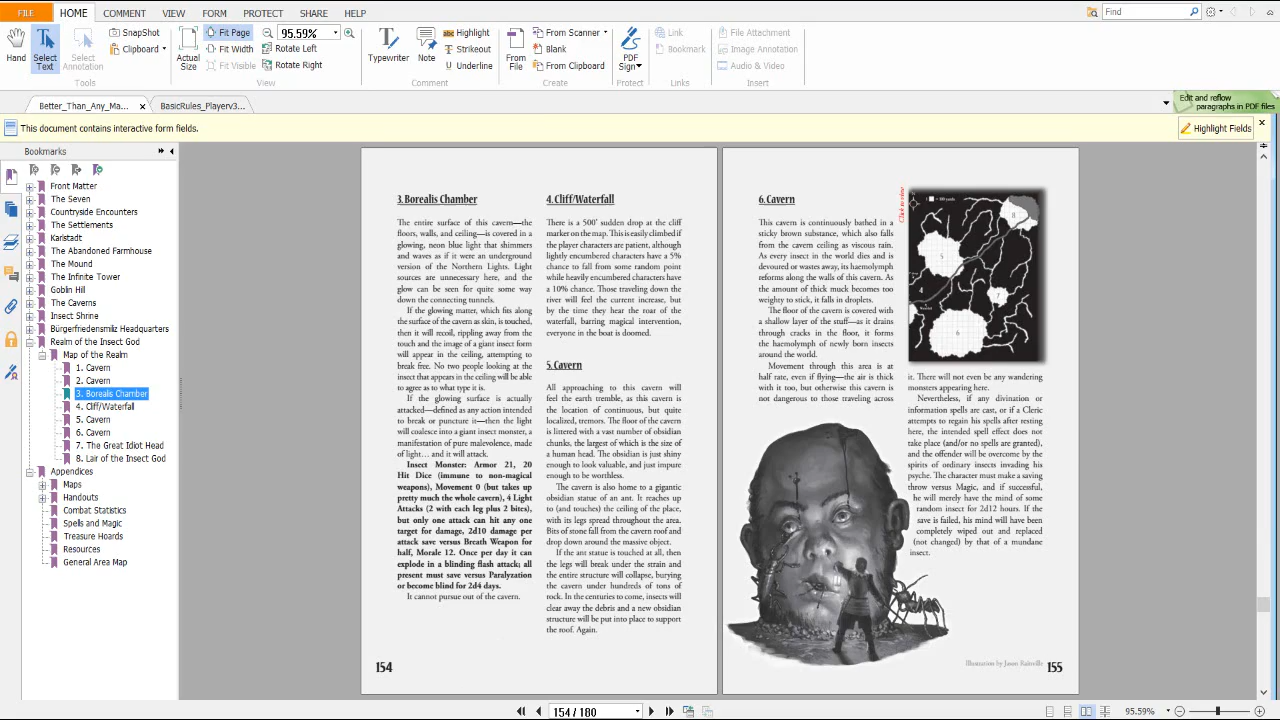 FILE HOME COMMENT VIEW FORM PROTECT SHARE HELP Find
SnapShot Fit Page 95.59% Highlight From Scanner Link File Attachment
Clipboard Fit Width Rotate Left Strikeout Blank Bookmark Image Annotation
Hand Select Text Select Annotation Actual Size Fit Visible Rotate Right Typewriter Note Underline From File From Clipboard PDF Sign Audio & Video
Tools View Comment Create Protect Links Insert
Better_Than_Any_Ma... BasicRules_Playerv3...
Edit and reflow
paragraphs in PDF files
This document contains interactive form fields. Highlight Fields
Bookmarks
Front Matter
The Seven
Countryside Encounters
The Settlements
Karlstadt
The Abandoned Farmhouse
The Mound
The Infinite Tower
Goblin Hill
The Caverns
Insect Shrine
Bürgerfriedensmiliz Headquarters
Realm of the Insect God
Map of the Realm
1. Cavern
2. Cavern
3. Borealis Chamber
4. Cliff/Waterfall
5. Cavern
6. Cavern
7. The Great Idiot Head
8. Lair of the Insect God
Appendices
Maps
Handouts
Combat Statistics
Spells and Magic
Treasure Hoards
Resources
General Area Map
3. Borealis Chamber
The entire surface of this cavern—the
floors, walls, and ceiling—is covered in a
glowing, neon blue light that shimmers
and waves as if it were an underground
version of the Northern Lights. Light
sources are unnecessary here, and the
glow can be seen for quite some way
down the connecting tunnels.
If the glowing matter, which fits along
the surface of the cavern as skin, is touched,
then it will recoil, rippling away from the
touch and the image of a giant insect form
will appear in the ceiling, attempting to
break free. No two people looking at the
insect that appears in the ceiling will be able
to agree as to what type it is.
If the glowing surface is actually
attacked—defined as any action intended
to break or puncture it—then the light
will coalesce into a giant insect monster, a
manifestation of pure malevolence, made
of light… and it will attack.
Insect Monster: Armor 21, 20
Hit Dice (immune to non-magical
weapons), Movement 0 (but takes up
pretty much the whole cavern), 4 Light
Attacks (2 with each leg plus 2 bites),
but only one attack can hit any one
target for damage, 2d10 damage per
attack save versus Breath Weapon for
half, Morale 12. Once per day it can
explode in a blinding flash attack; all
present must save versus Paralyzation
or become blind for 2d4 days.
It cannot pursue out of the cavern.
154
4. Cliff/Waterfall
There is a 500' sudden drop at the cliff
marker on the map. This is easily climbed if
the player characters are patient, although
lightly encumbered characters have a 5%
chance to fall from some random point
while heavily encumbered characters have
a 10% chance. Those traveling down the
river will feel the current increase, but
by the time they hear the roar of the
waterfall, barring magical intervention,
everyone in the boat is doomed.
5. Cavern
All approaching to this cavern will
feel the earth tremble, as this cavern
is the location of continuous, but quite
localized, tremors. The floor of the cavern
is littered with a vast number of obsidian
chunks, the largest of which is the size of
a human head. The obsidian is just shiny
enough to look valuable, and just impure
enough to be worthless.
The cavern is also home to a gigantic
obsidian statue of an ant. It reaches up
to (and touches) the ceiling of the place,
with its legs spread throughout the area.
Bits of stone fall from the cavern roof and
drop down around the massive object.
If the ant statue is touched at all, then
the legs will break under the strain and
the entire structure will collapse, burying
the cavern under hundreds of tons of
rock. In the centuries to come, insects will
clear away the debris and a new obsidian
structure will be put into place to support
the roof. Again.
6. Cavern
This cavern is continuously bathed in a
sticky brown substance, which also falls
from the cavern ceiling as viscous rain.
As every insect in the world dies and is
devoured or wastes away, its haemolymph
reforms along the walls of this cavern. As
the amount of thick muck becomes too
weighty to stick, it falls in droplets.
The floor of the cavern is covered with
a shallow layer of the stuff—as it drains
through cracks in the floor, it forms
the haemolymph of newly born insects
around the world.
Movement through this area is at
half rate, even if flying—the air is thick
with it too, but otherwise this cavern is
not dangerous to those traveling across
Click to view
1 = 100 yards
8
5
4
7
6
it. There will not even be any wandering
monsters appearing here.
Nevertheless, if any divination or
information spells are cast, or if a Cleric
attempts to regain his spells after resting
here, the intended spell effect does not
take place (and/or no spells are granted),
and the offender will be overcome by the
spirits of ordinary insects invading his
psyche. The character must make a saving
throw versus Magic, and if successful,
he will merely have the mind of some
random insect for 2d12 hours. If the
save is failed, his mind will have been
completely wiped out and replaced
(not changed) by that of a mundane
insect.
Illustration by Jason Rainville 155
154 / 180 95.59%